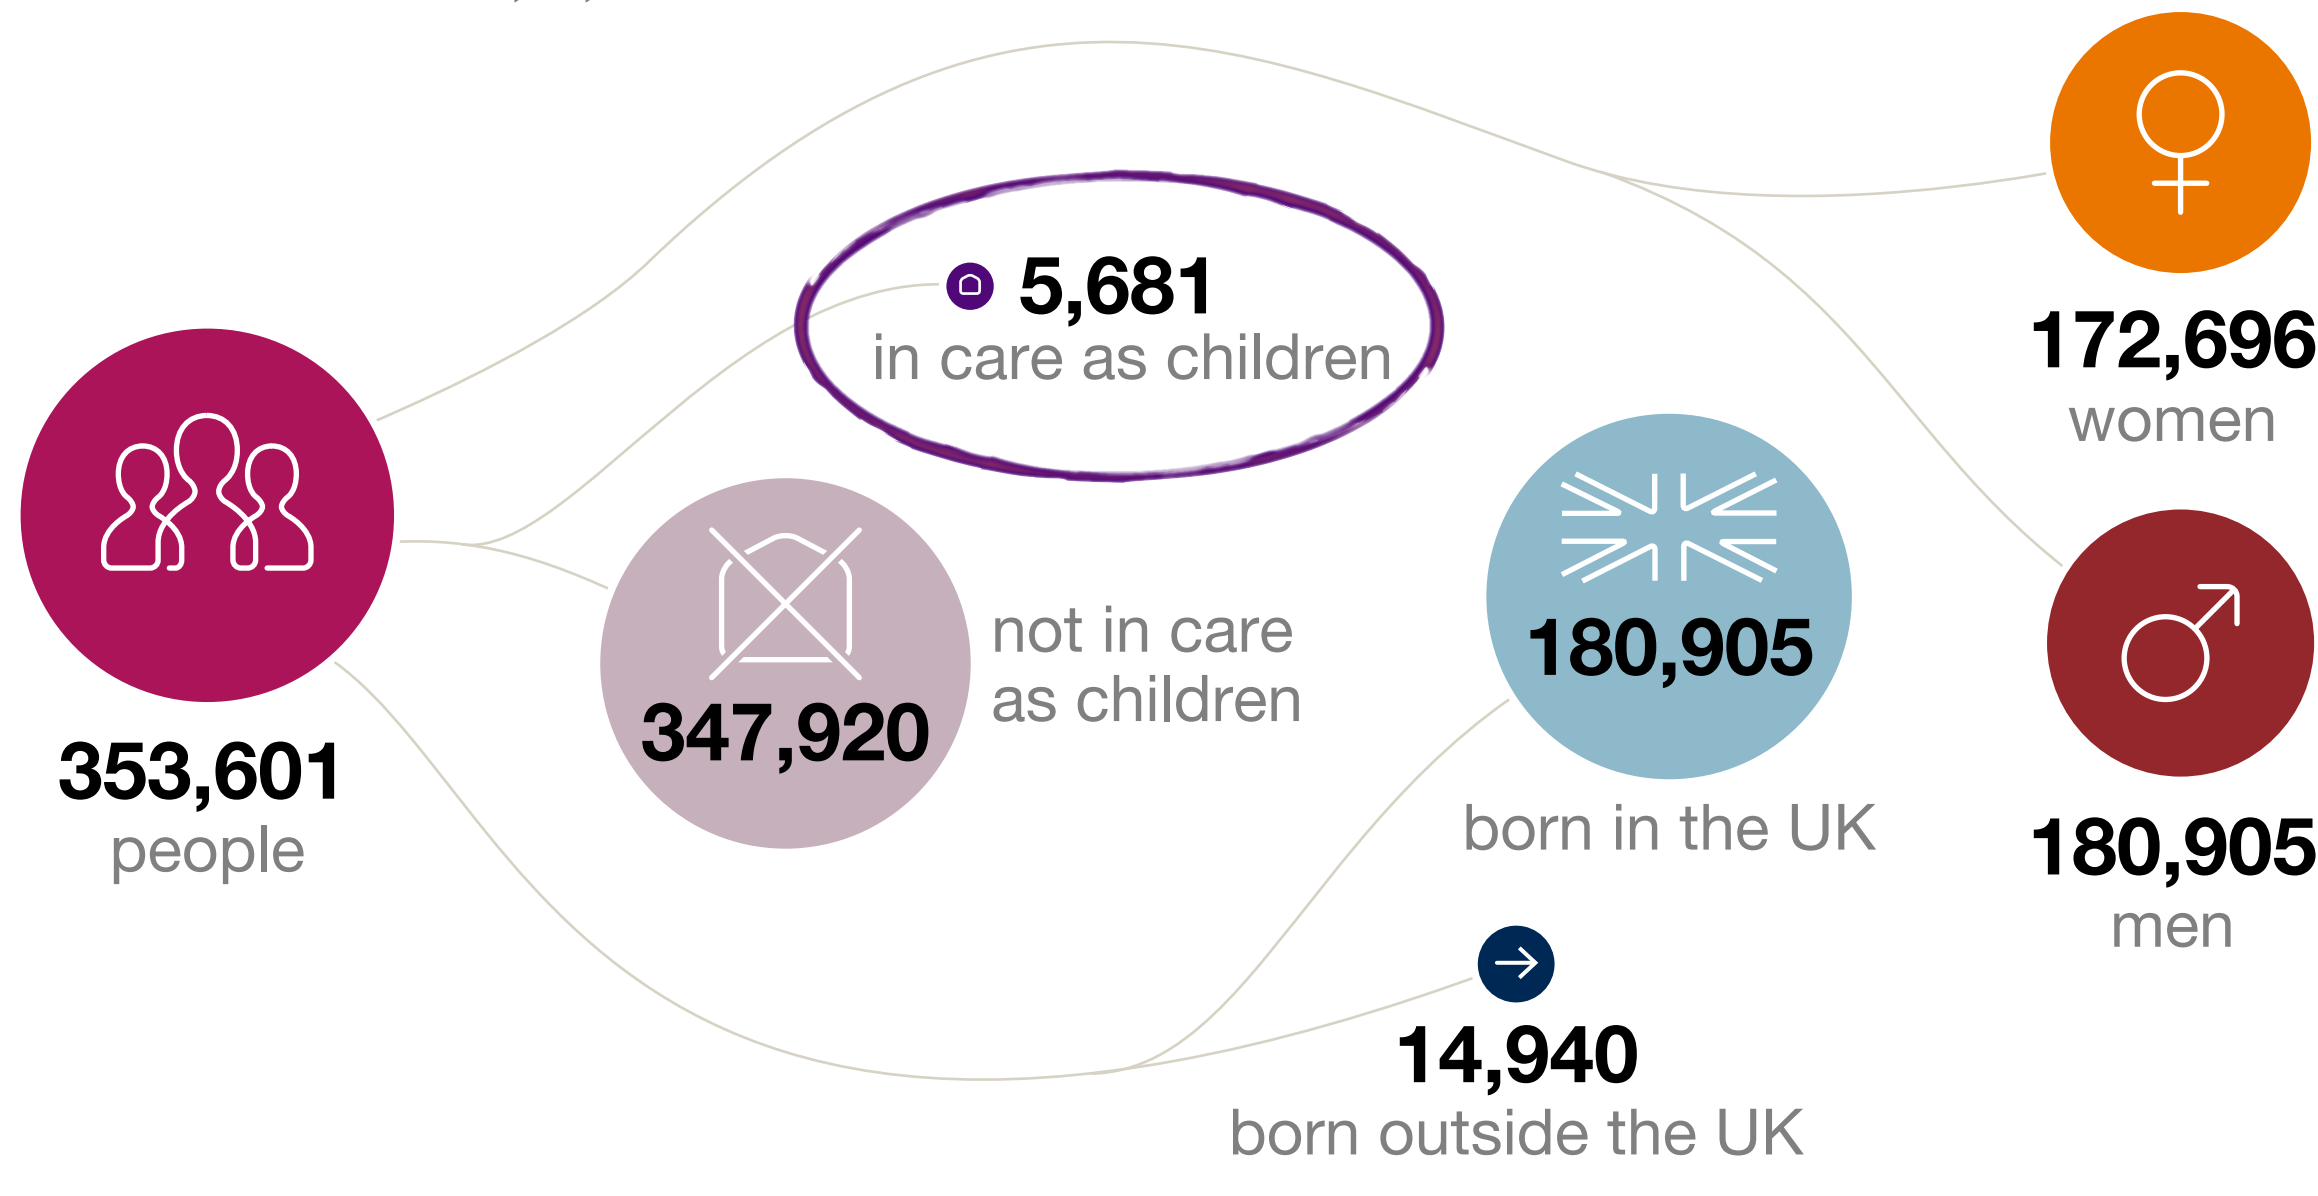 5,681
in care as children
172,696
women
not in care
as children
180,905
347,920
353,601
people
born in the UK
180,905
men
14,940
born outside the UK